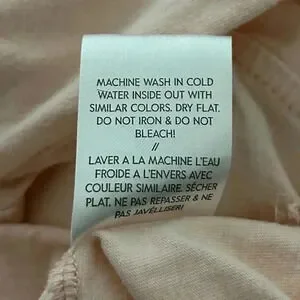 MACHINE WASH IN COLD
WATER INSIDE OUT WITH
SIMILAR COLORS. DRY FLAT.
DO NOT IRON & DO NOT
BLEACH!
//
LAVER A LA MACHINE L'EAU
FROIDE A L'ENVERS AVEC
COULEUR SIMILAIRE. SÉCHER
PLAT. NE PAS REPASSER & NE
PAS JAVÉLLISER!